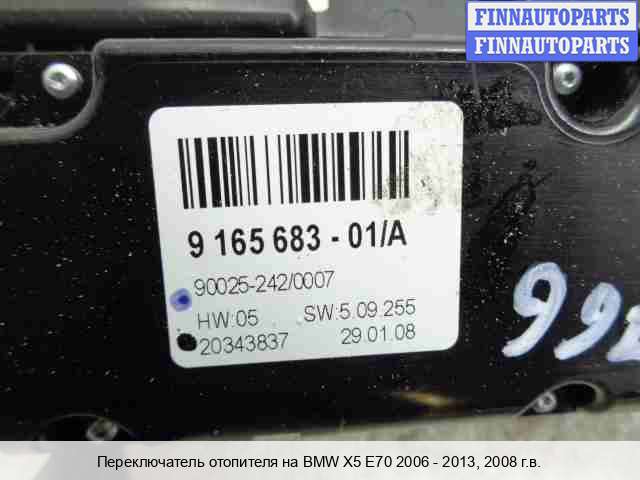 FINNAUTOPARTS
FINNAUTOPARTS
9 165 683 - 01/A
90025-242/0007
HW:05 SW:5.09.255
20343837 29.01.08
Переключатель отопителя на BMW X5 E70 2006 - 2013, 2008 г.в.